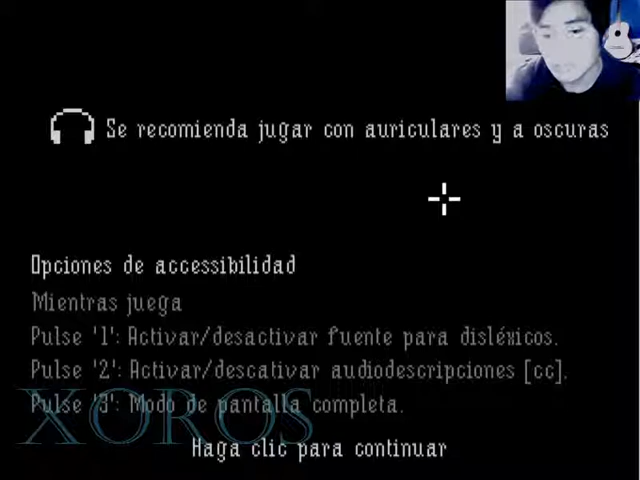 Se recomienda jugar con auriculares y a oscuras
Opciones de accessibilidad
Mientras juega
Pulse '1': Activar/desactivar fuente para disléxicos.
Pulse '2': Activar/descativar audiodescripciones [cc].
Pulse '3': Modo de pantalla completa.
XOROS
Haga clic para continuar